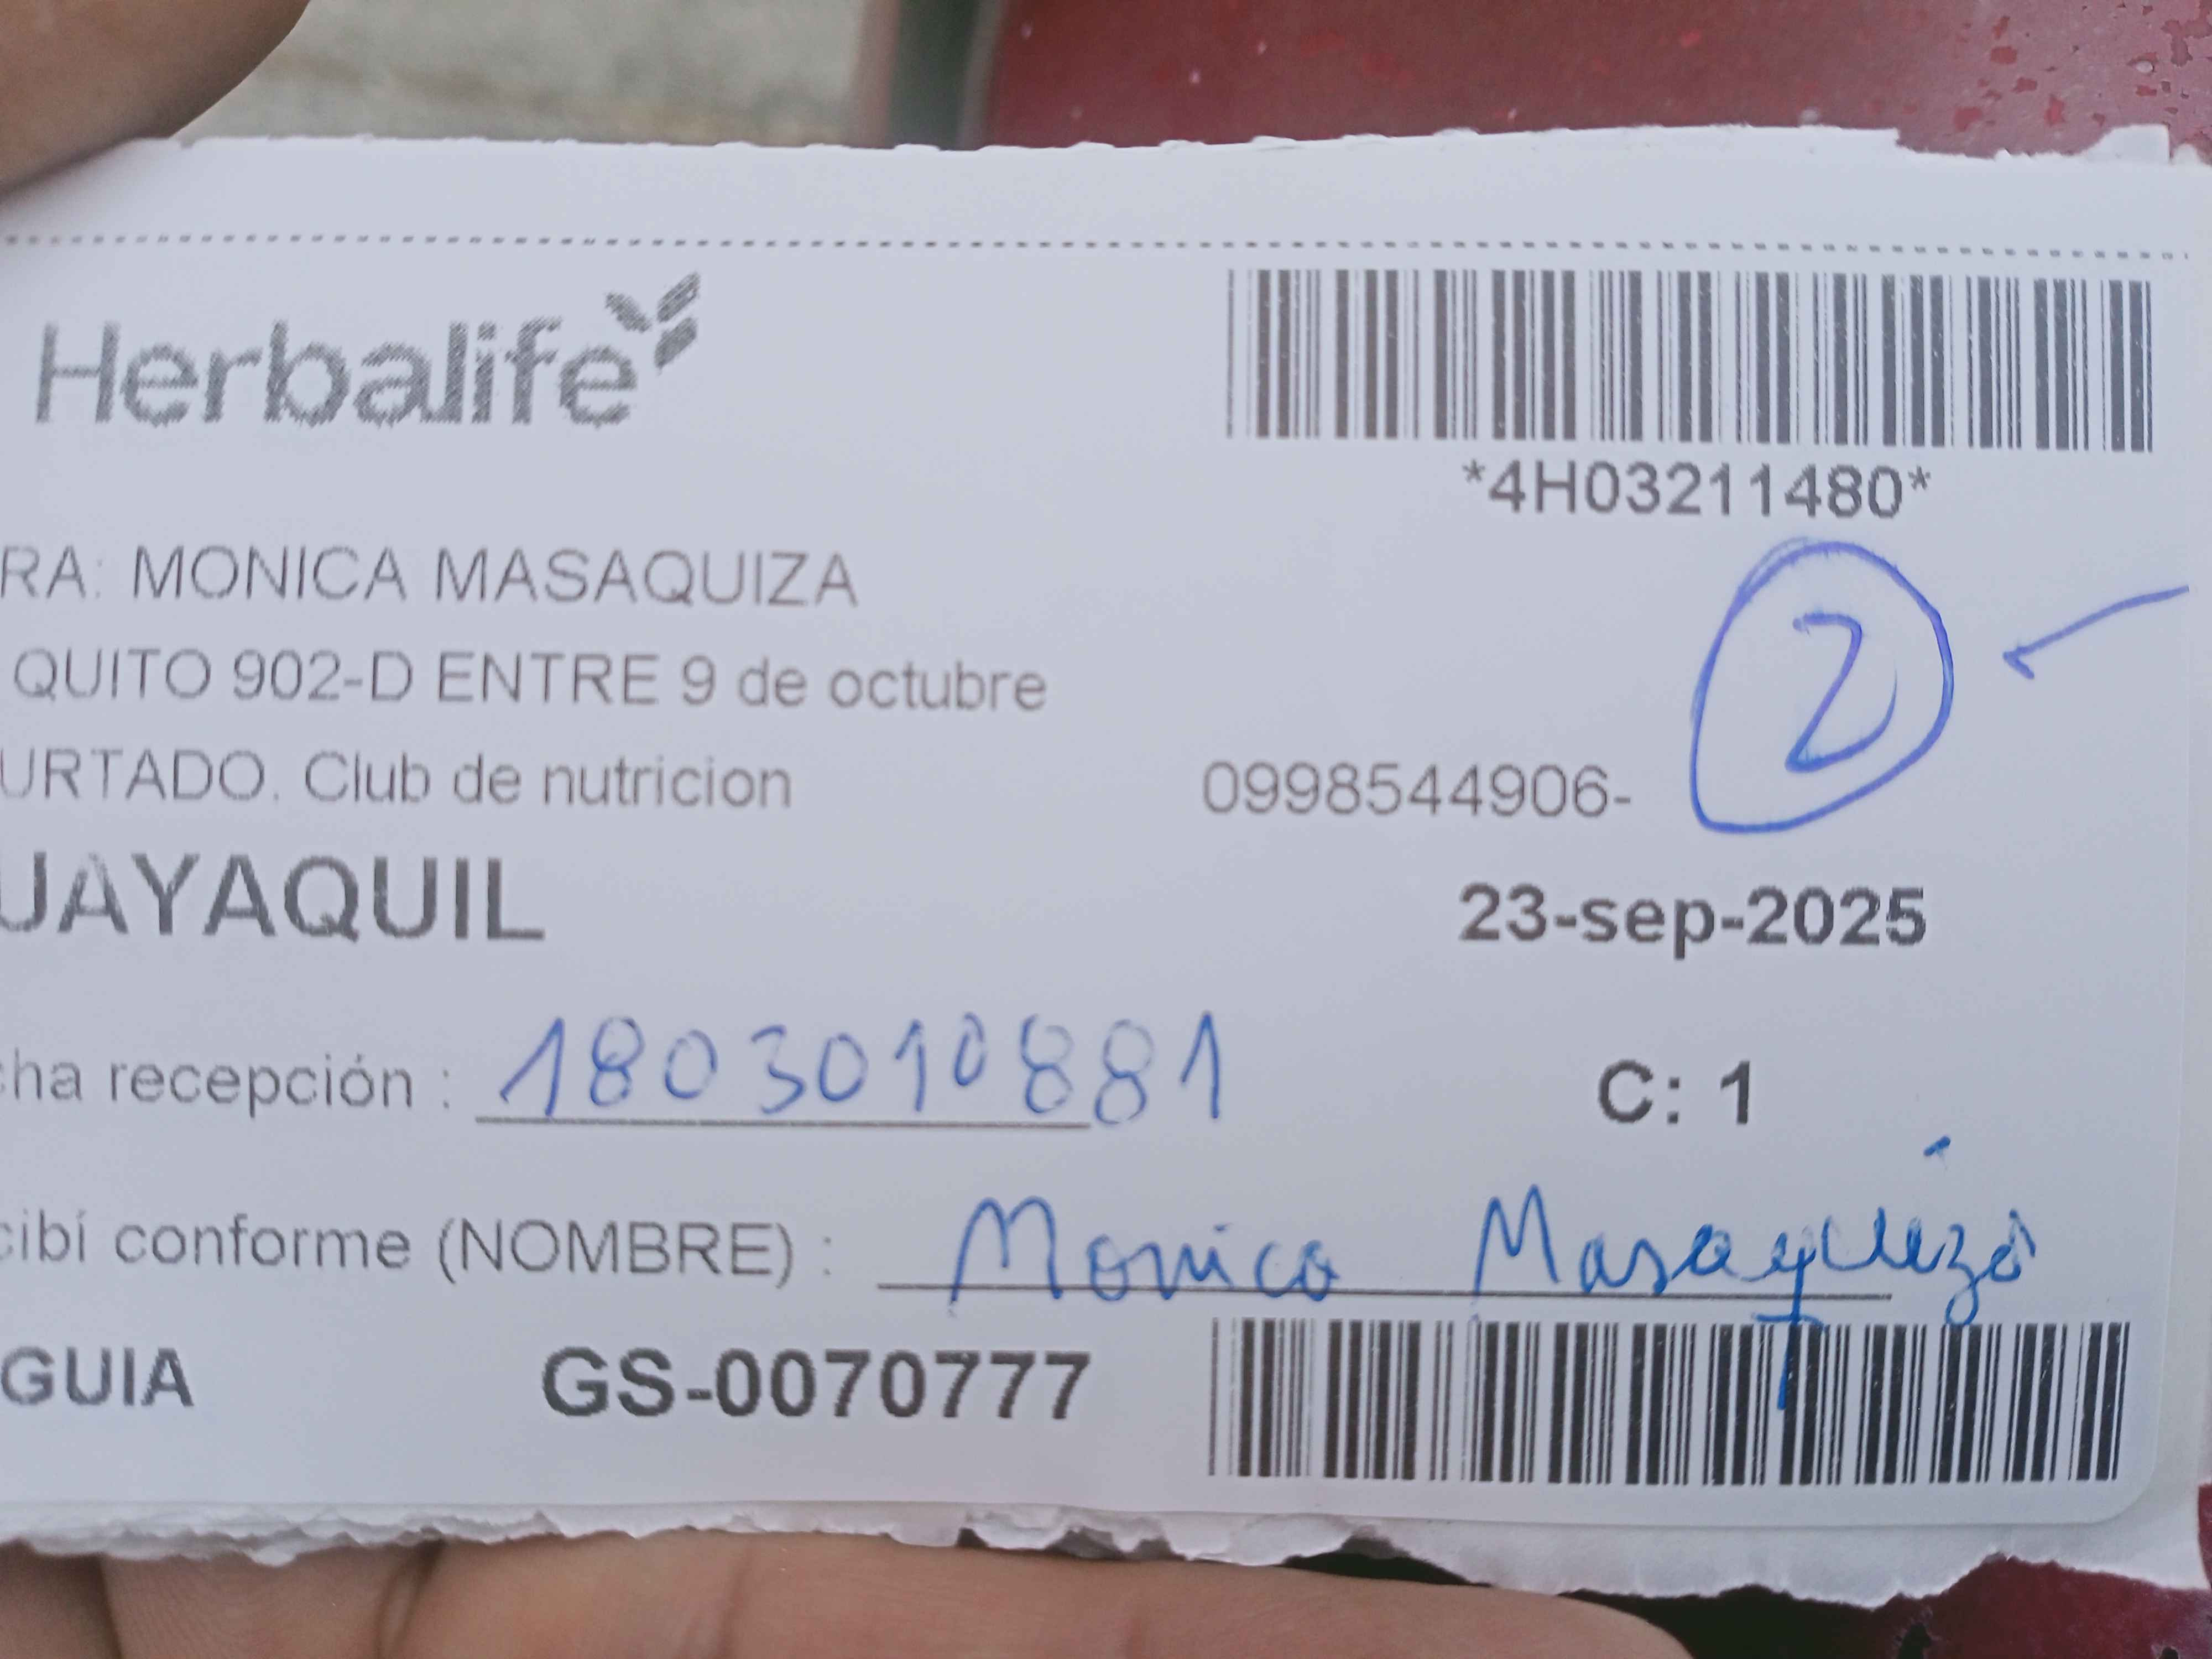 Herbalife
*4H03211480*
RA: MONICA MASAQUIZA
2
QUITO 902-D ENTRE 9 de octubre
URTADO. Club de nutricion 0998544906-
UAYAQUIL 23-sep-2025
cha recepción : 1803010881 C: 1
cibí conforme (NOMBRE) : Monica Masaquiza
GUIA GS-0070777